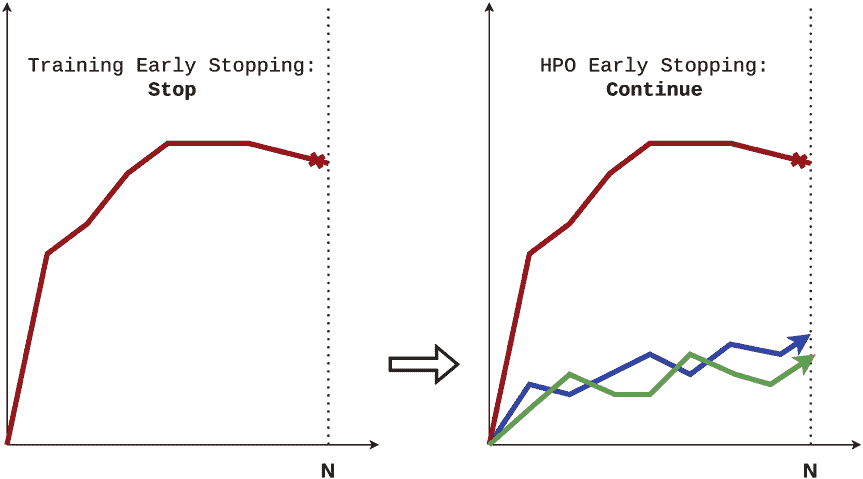 Training Early Stopping:
Stop
N
HPO Early Stopping:
Continue
N